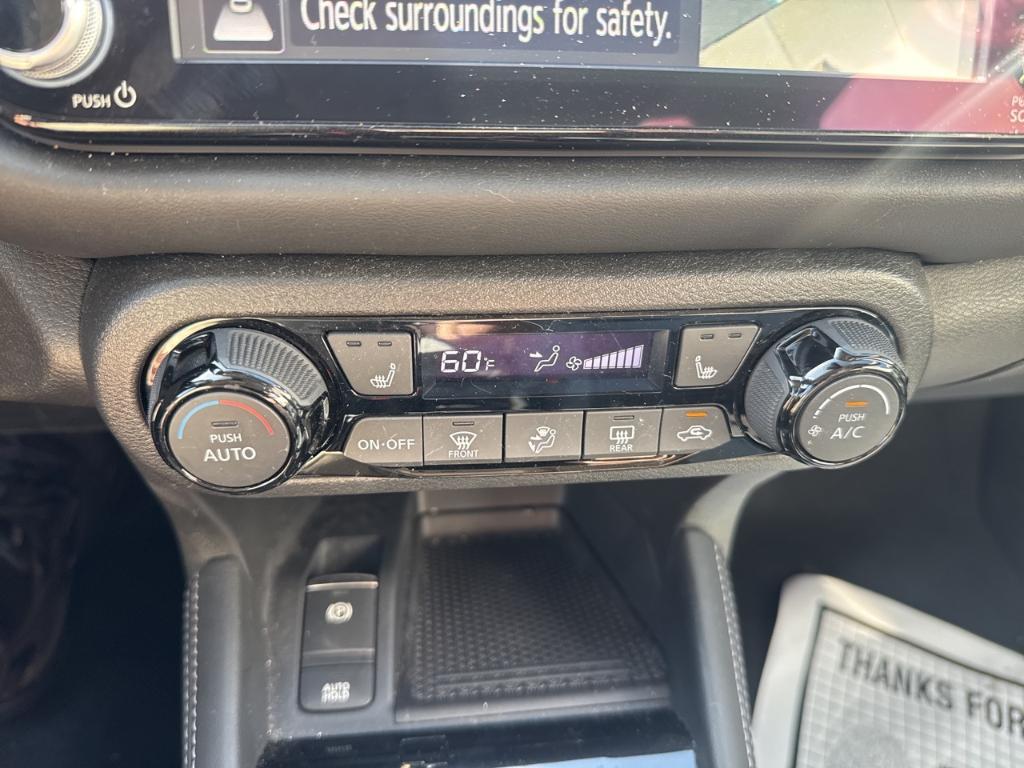 Check surroundings for safety.
PUSH
60°F
PUSH
AUTO
ON·OFF
FRONT
REAR
PUSH
A/C
AUTO
HOLD
THANKS FOR